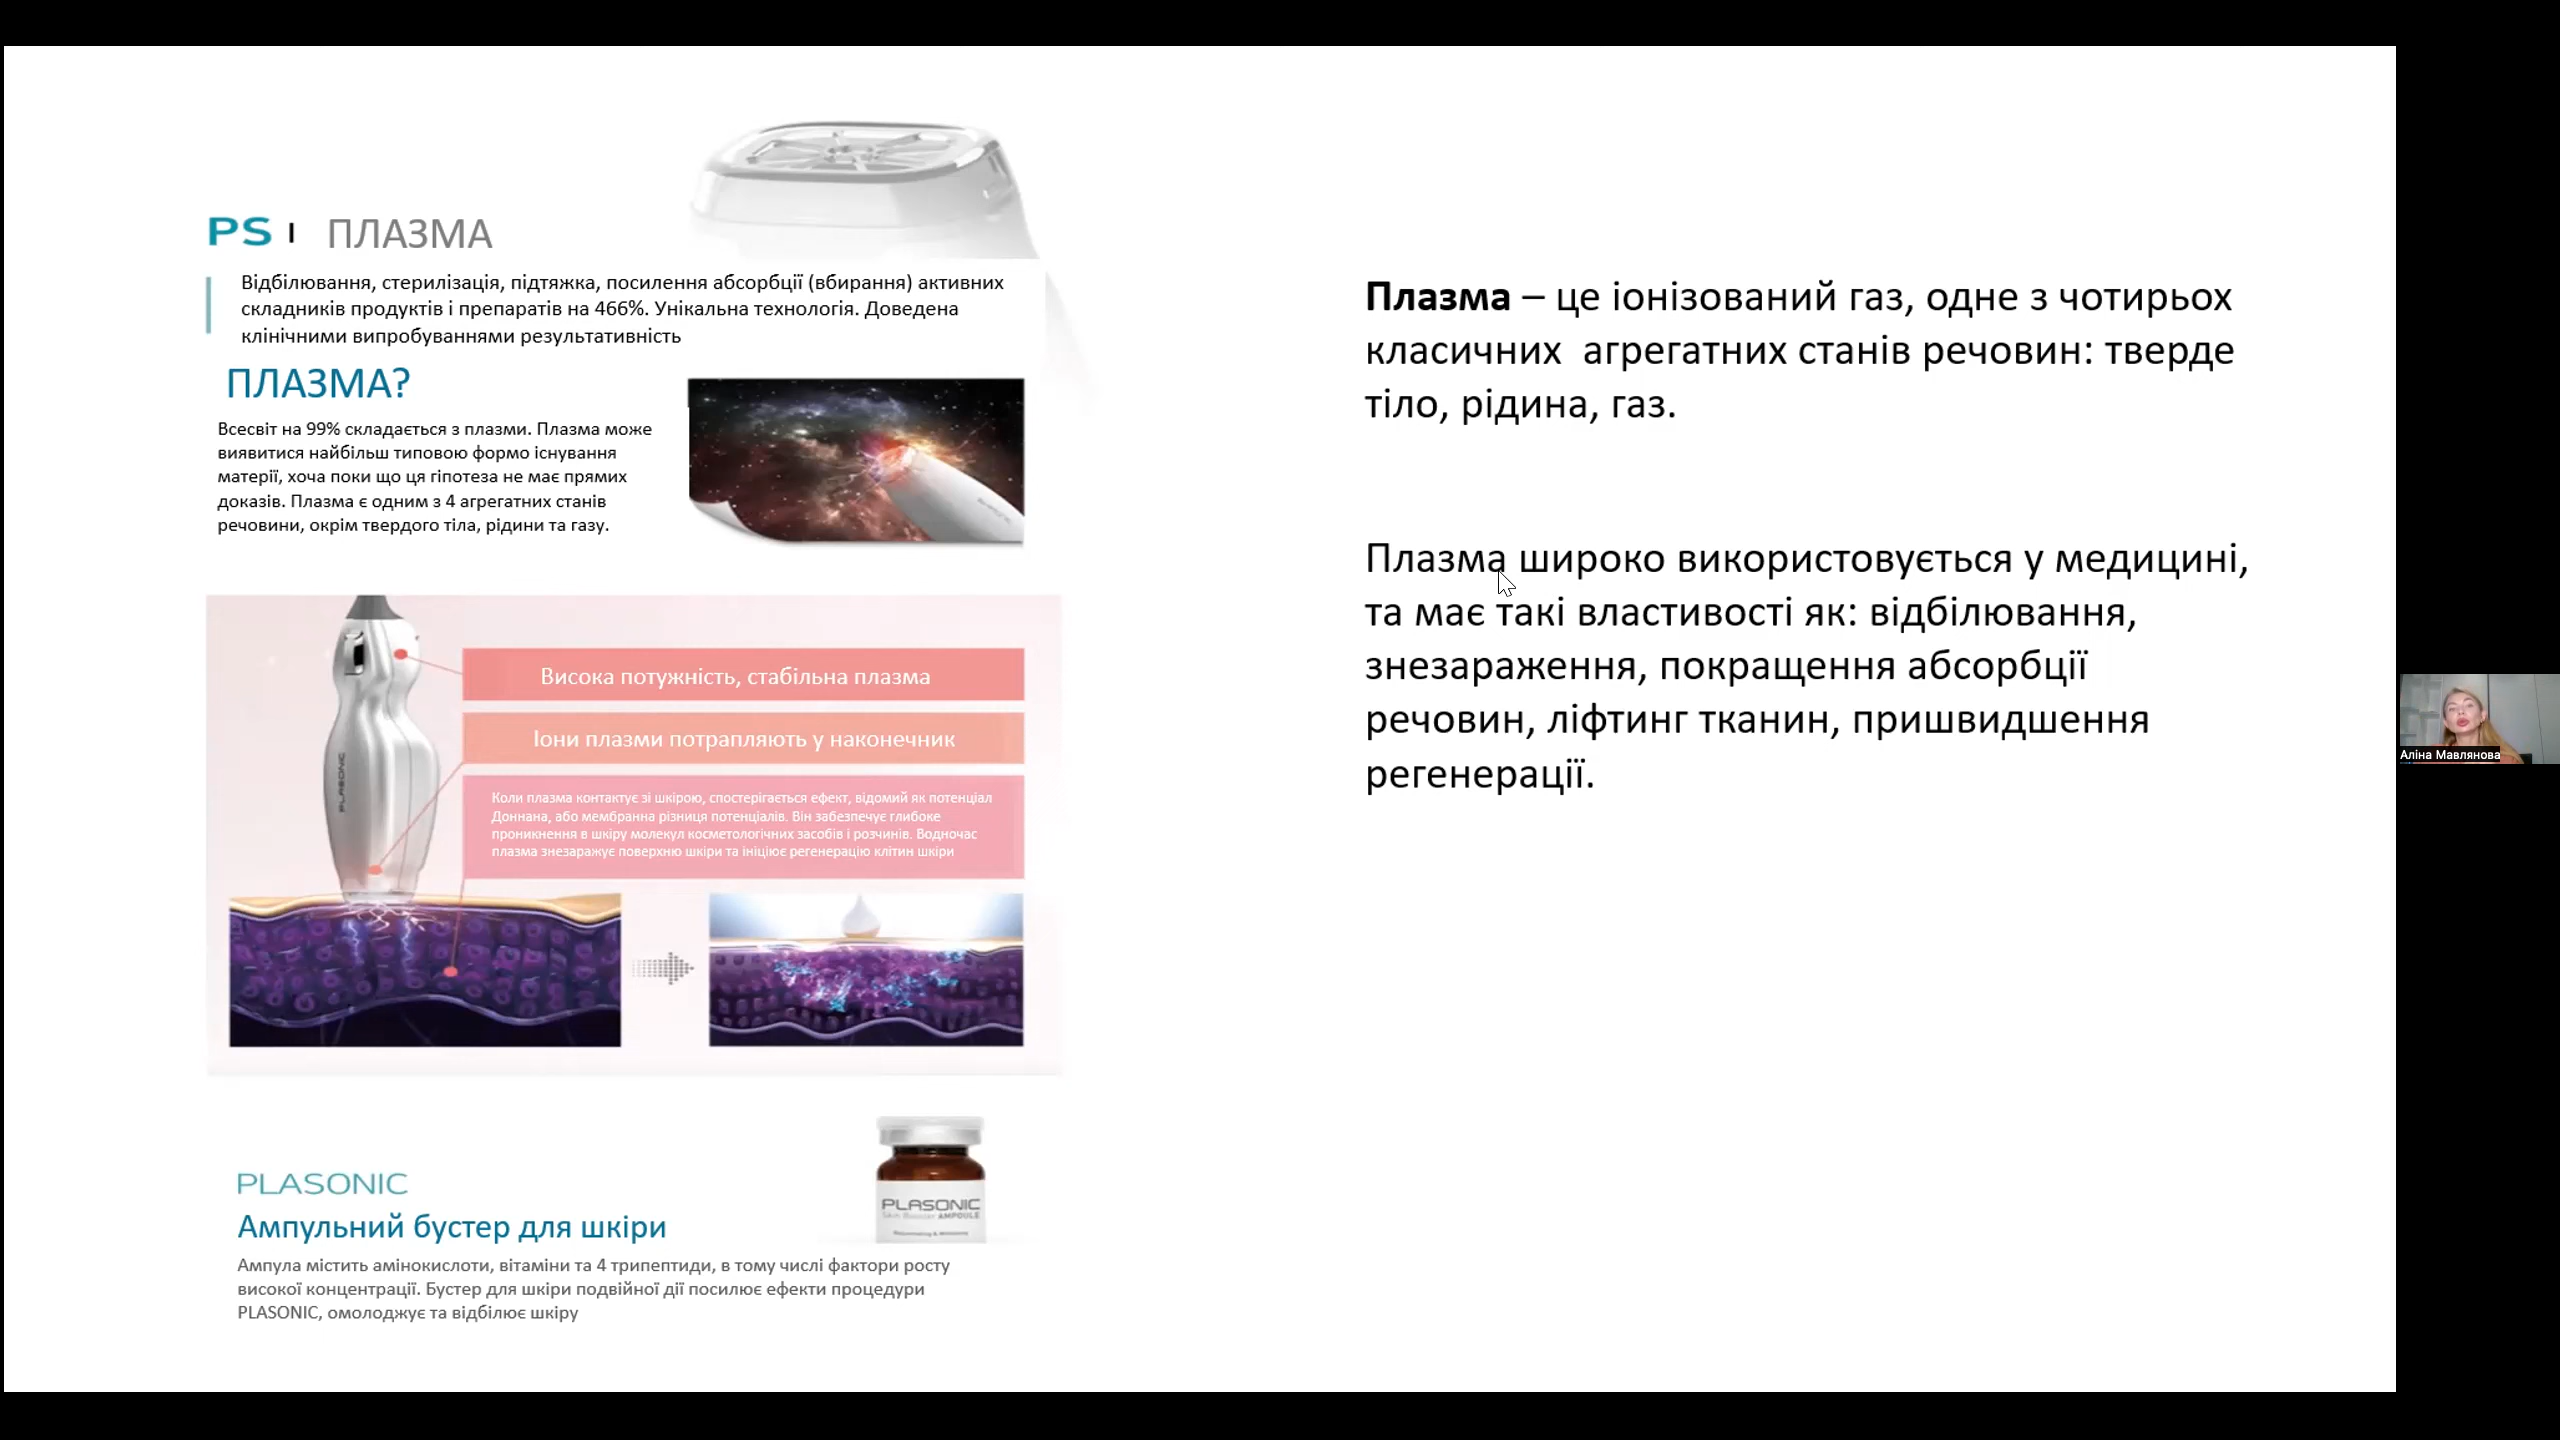 PS | ПЛАЗМА
Відбілювання, стерилізація, підтяжка, посилення абсорбції (вбирання) активних
складників продуктів і препаратів на 466%. Унікальна технологія. Доведена
клінічними випробуваннями результативність
ПЛАЗМА?
Всесвіт на 99% складається з плазми. Плазма може
виявитися найбільш типовою формо існування
матерії, хоча поки що ця гіпотеза не має прямих
доказів. Плазма є одним з 4 агрегатних станів
речовини, окрім твердого тіла, рідини та газу.
Висока потужність, стабільна плазма
Іони плазми потрапляють у наконечник
Коли плазма контактує зі шкірою, спостерігається ефект, відомий як потенціал
Доннана, або мембранна різниця потенціалів. Він забезпечує глибоке
проникнення в шкіру молекул косметологічних засобів і розчинів. Водночас
плазма знезаражує поверхню шкіри та ініціює регенерацію клітин шкіри
PLASONIC
PLASONIC
Ампульний бустер для шкіри
PLASONIC
Skin Booster AMPOULE
Ампула містить амінокислоти, вітаміни та 4 трипептиди, в тому числі фактори росту
високої концентрації. Бустер для шкіри подвійної дії посилює ефекти процедури
PLASONIC, омолоджує та відбілює шкіру
Плазма – це іонізований газ, одне з чотирьох
класичних агрегатних станів речовин: тверде
тіло, рідина, газ.
Плазма широко використовується у медицині,
та має такі властивості як: відбілювання,
знезараження, покращення абсорбції
речовин, ліфтинг тканин, пришвидшення
регенерації.
Аліна Мавлянова